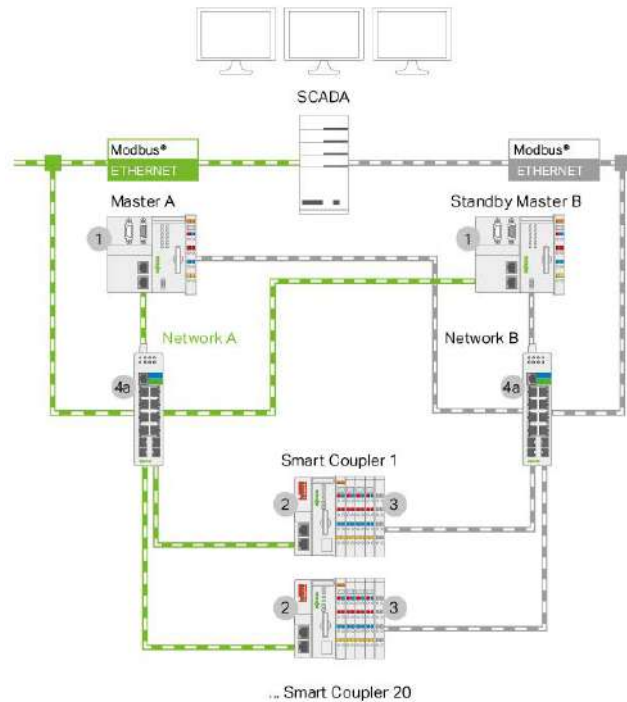 SCADA
Modbus®
ETHERNET
Modbus®
ETHERNET
Master A
Standby Master B
1
1
Network A
Network B
4a
4a
Smart Coupler 1
2
3
2
3
... Smart Coupler 20